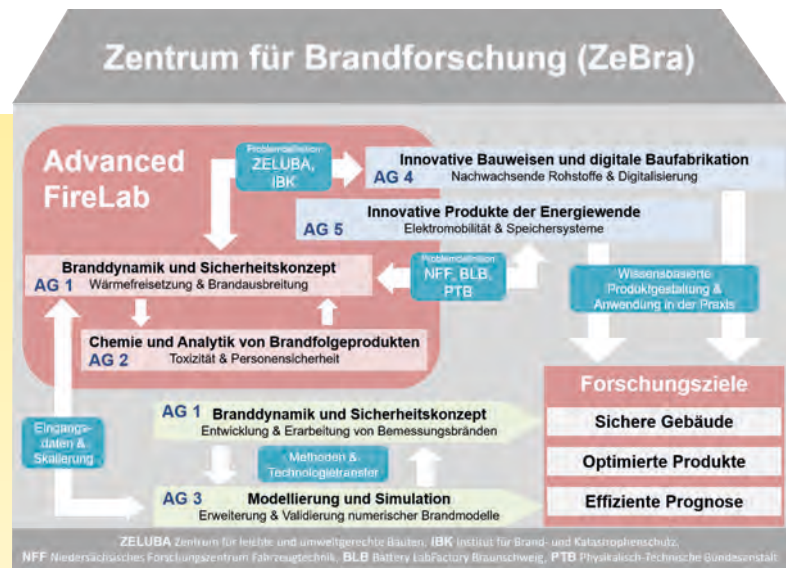 Zentrum für Brandforschung (ZeBra)
Advanced
FireLab
Problemdefinition
ZELUBA,
IBK
Innovative Bauweisen und digitale Baufabrikation
AG 4
Nachwachsende Rohstoffe & Digitalisierung
Innovative Produkte der Energiewende
AG 5
Elektromobilität & Speichersysteme
Branddynamik und Sicherheitskonzept
AG 1
Wärmefreisetzung & Brandausbreitung
Problemdefinition
NFF, BLB,
PTB
Wissensbasierte
Produktgestaltung &
Anwendung in der Praxis
Chemie und Analytik von Brandfolgeprodukten
AG 2
Toxizität & Personensicherheit
Forschungsziele
Sichere Gebäude
Optimierte Produkte
Effiziente Prognose
AG 1
Branddynamik und Sicherheitskonzept
Entwicklung & Erarbeitung von Bemessungsbränden
Eingangs-
daten &
Skalierung
Methoden &
Technologietransfer
AG 3
Modellierung und Simulation
Erweiterung & Validierung numerischer Brandmodelle
ZELUBA Zentrum für leichte und umweltgerechte Bauten, IBK Institut für Brand- und Katastrophenschutz,
NFF Niedersächsisches Forschungszentrum Fahrzeugtechnik, BLB Battery LabFactory Braunschweig, PTB Physikalisch-Technische Bundesanstalt